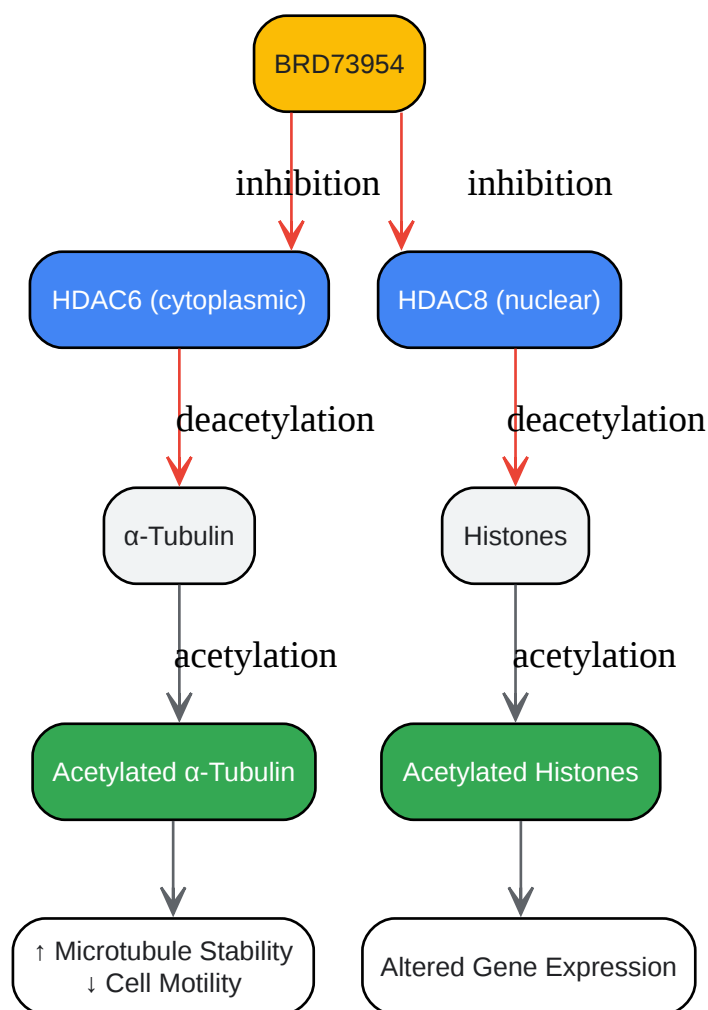 BRD73954
inhibition
inhibition
HDAC6 (cytoplasmic)
HDAC8 (nuclear)
deacetylation
deacetylation
α-Tubulin
Histones
acetylation
acetylation
Acetylated α-Tubulin
Acetylated Histones
↑ Microtubule Stability
↓ Cell Motility
Altered Gene Expression